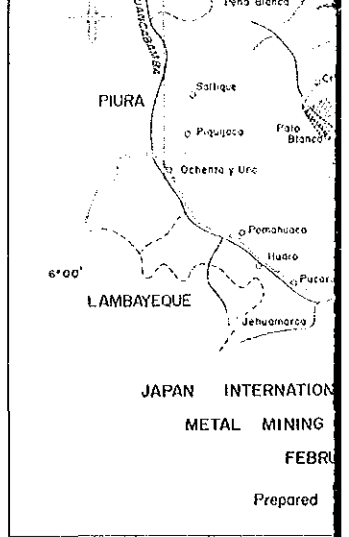 Peña Blanca
HUANCABAMBA
Sallique
PIURA
Piquijaca
Palo
Blanco
Ochenta y Uno
Pomahuaca
Huaro
6°00'
Pucar
LAMBAYEQUE
Jehuamarca
JAPAN INTERNATION
METAL MINING
FEBRU
Prepared